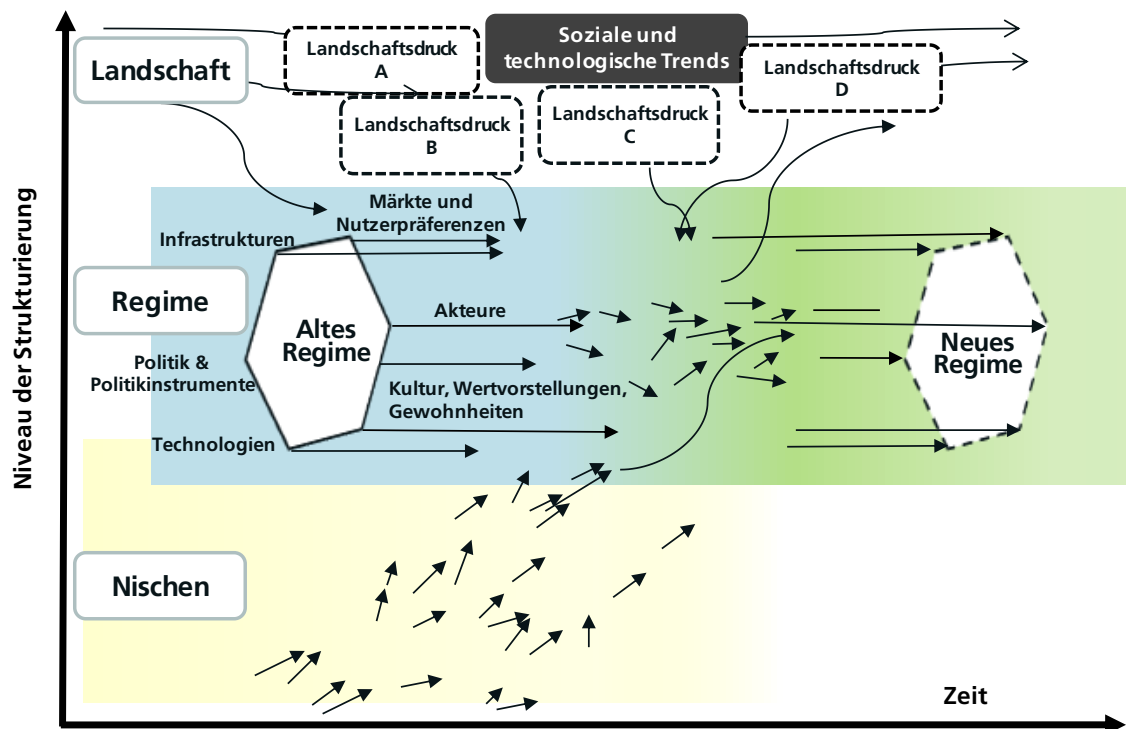 Landschaft
Landschaftsdruck
A
Landschaftsdruck
B
Soziale und
technologische Trends
Landschaftsdruck
C
Landschaftsdruck
D
Niveau der Strukturierung
Märkte und
Nutzerpräferenzen
Infrastrukturen
Regime
Altes
Regime
Akteure
Politik &
Politikinstrumente
Kultur, Wertvorstellungen,
Gewohnheiten
Technologien
Neues
Regime
Nischen
Zeit